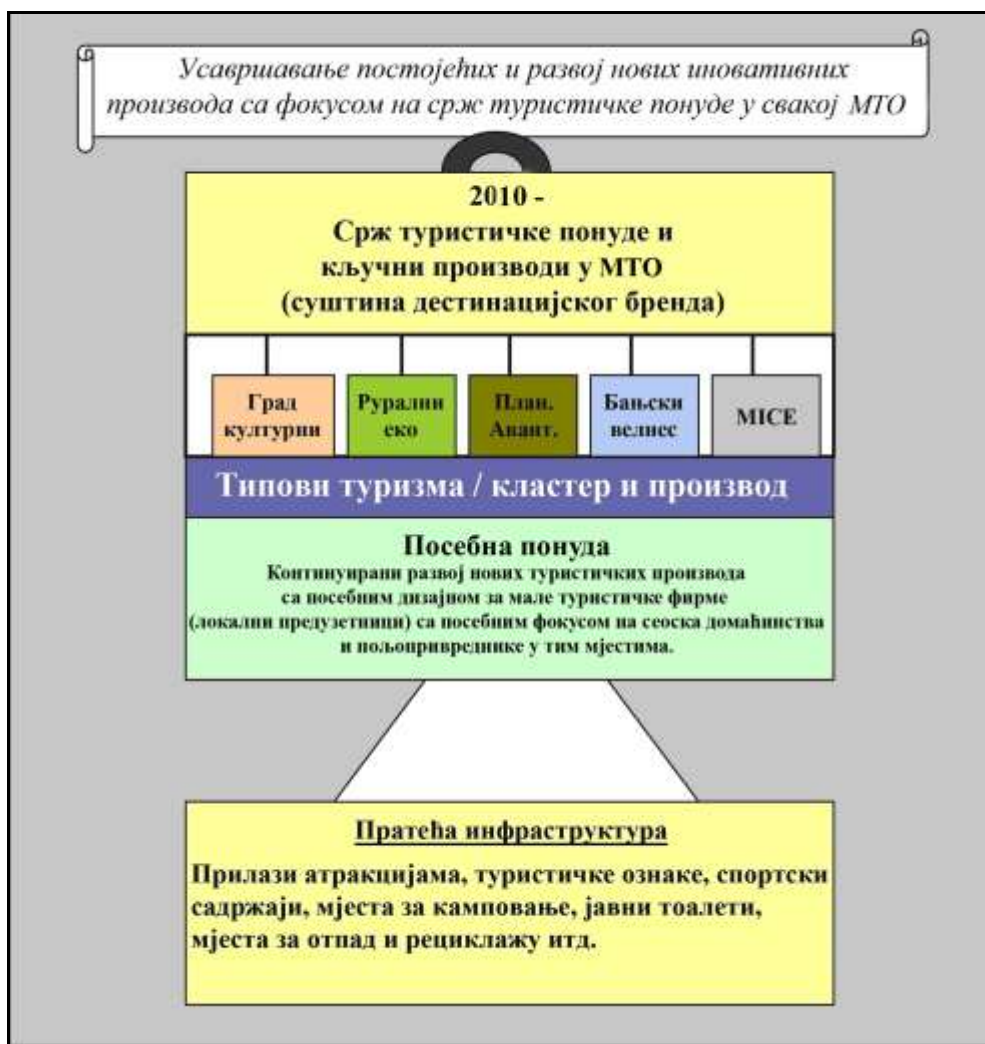 Усавршавање постојећих и развој нових иновативних
производа са фокусом на срж туристичке понуде у свакој МТО
2010 -
Срж туристичке понуде и
кључни производи у МТО
(суштина дестинацијског бренда)
Град
културни
Рурални
еко
План.
Авант.
Бањски
велнес
MICE
Типови туризма / кластер и производ
Посебна понуда
Континуирани развој нових туристичких производа
са посебним дизајном за мале туристичке фирме
(локални предузетници) са посебним фокусом на сеоска домаћинства
и пољопривреднике у тим мјестима.
Пратећа инфраструктура
Прилази атракцијама, туристичке ознаке, спортски
садржаји, мјеста за камповање, јавни тоалети,
мјеста за отпад и рециклажу итд.